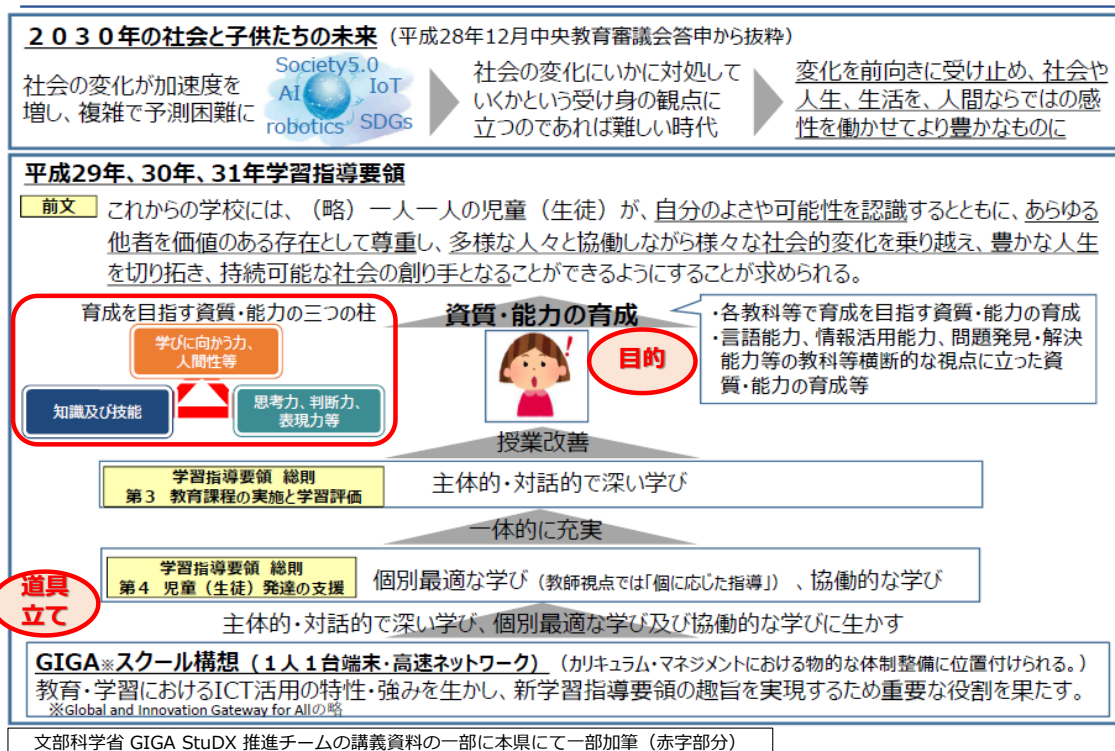 ２０３０年の社会と子供たちの未来（平成28年12月中央教育審議会答申から抜粋）
社会の変化が加速度を
増し、複雑で予測困難に
Society5.0
AI
IoT
robotics
SDGs
社会の変化にいかに対処して
いくかという受け身の観点に
立つのであれば難しい時代
変化を前向きに受け止め、社会や
人生、生活を、人間ならではの感
性を働かせてより豊かなものに
平成29年、30年、31年学習指導要領
前文
これからの学校には、（略）一人一人の児童（生徒）が、自分のよさや可能性を認識するとともに、あらゆる
他者を価値のある存在として尊重し、多様な人々と協働しながら様々な社会的変化を乗り越え、豊かな人生
を切り拓き、持続可能な社会の創り手となることができるようにすることが求められる。
育成を目指す資質・能力の三つの柱
学びに向かう力、
人間性等
知識及び技能
思考力、判断力、
表現力等
資質・能力の育成
目的
・各教科等で育成を目指す資質・能力の育成
・言語能力、情報活用能力、問題発見・解決
能力等の教科等横断的な視点に立った資
質・能力の育成等
授業改善
学習指導要領 総則
第３ 教育課程の実施と学習評価
主体的・対話的で深い学び
一体的に充実
道具
立て
学習指導要領 総則
第４ 児童（生徒）発達の支援
個別最適な学び（教師視点では「個に応じた指導」）、協働的な学び
主体的・対話的で深い学び、個別最適な学び及び協働的な学びに生かす
GIGA※スクール構想（１人１台端末・高速ネットワーク）（カリキュラム・マネジメントにおける物的な体制整備に位置付けられる。）
教育・学習におけるICT活用の特性・強みを生かし、新学習指導要領の趣旨を実現するため重要な役割を果たす。
※Global and Innovation Gateway for Allの略
文部科学省 GIGA StuDX 推進チームの講義資料の一部に本県にて一部加筆（赤字部分）